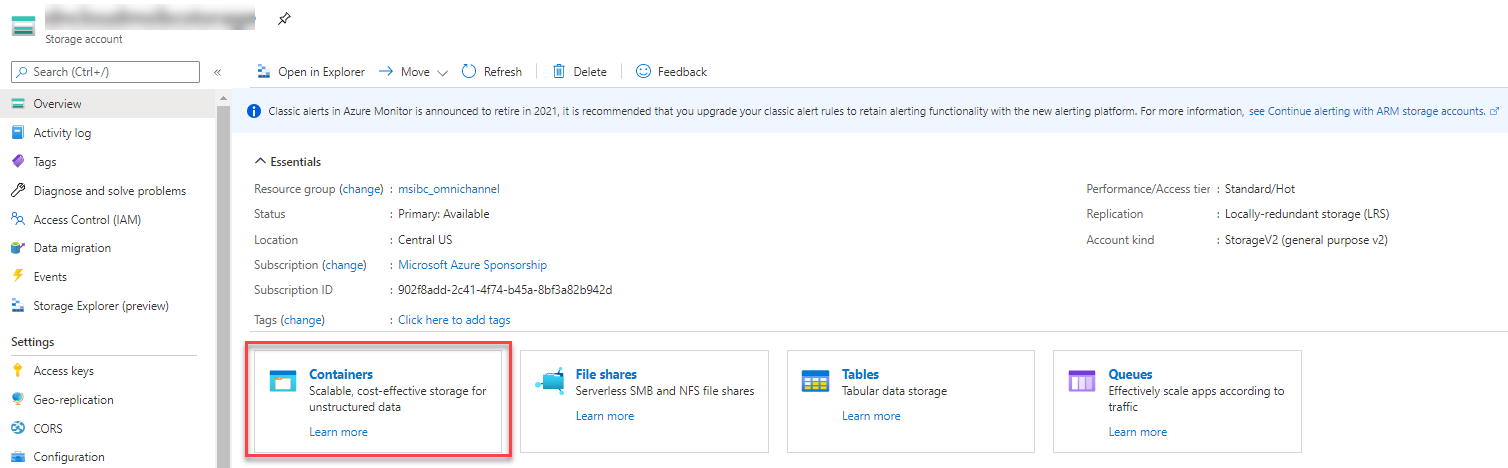 Storage account
Search (Ctrl+/)
«
Open in Explorer
Move
Refresh
Delete
Feedback
Overview
Activity log
Tags
Diagnose and solve problems
Access Control (IAM)
Data migration
Events
Storage Explorer (preview)
Settings
Access keys
Geo-replication
CORS
Configuration
Classic alerts in Azure Monitor is announced to retire in 2021, it is recommended that you upgrade your classic alert rules to retain alerting functionality with the new alerting platform. For more information, see Continue alerting with ARM storage accounts.
Essentials
Resource group (change) : msibc_omnichannel
Status : Primary: Available
Location : Central US
Subscription (change) : Microsoft Azure Sponsorship
Subscription ID : 902f8add-2c41-4f74-b45a-8bf3a82b942d
Tags (change) : Click here to add tags
Performance/Access tier : Standard/Hot
Replication : Locally-redundant storage (LRS)
Account kind : StorageV2 (general purpose v2)
Containers
Scalable, cost-effective storage for
unstructured data
Learn more
File shares
Serverless SMB and NFS file shares
Learn more
Tables
Tabular data storage
Learn more
Queues
Effectively scale apps according to
traffic
Learn more